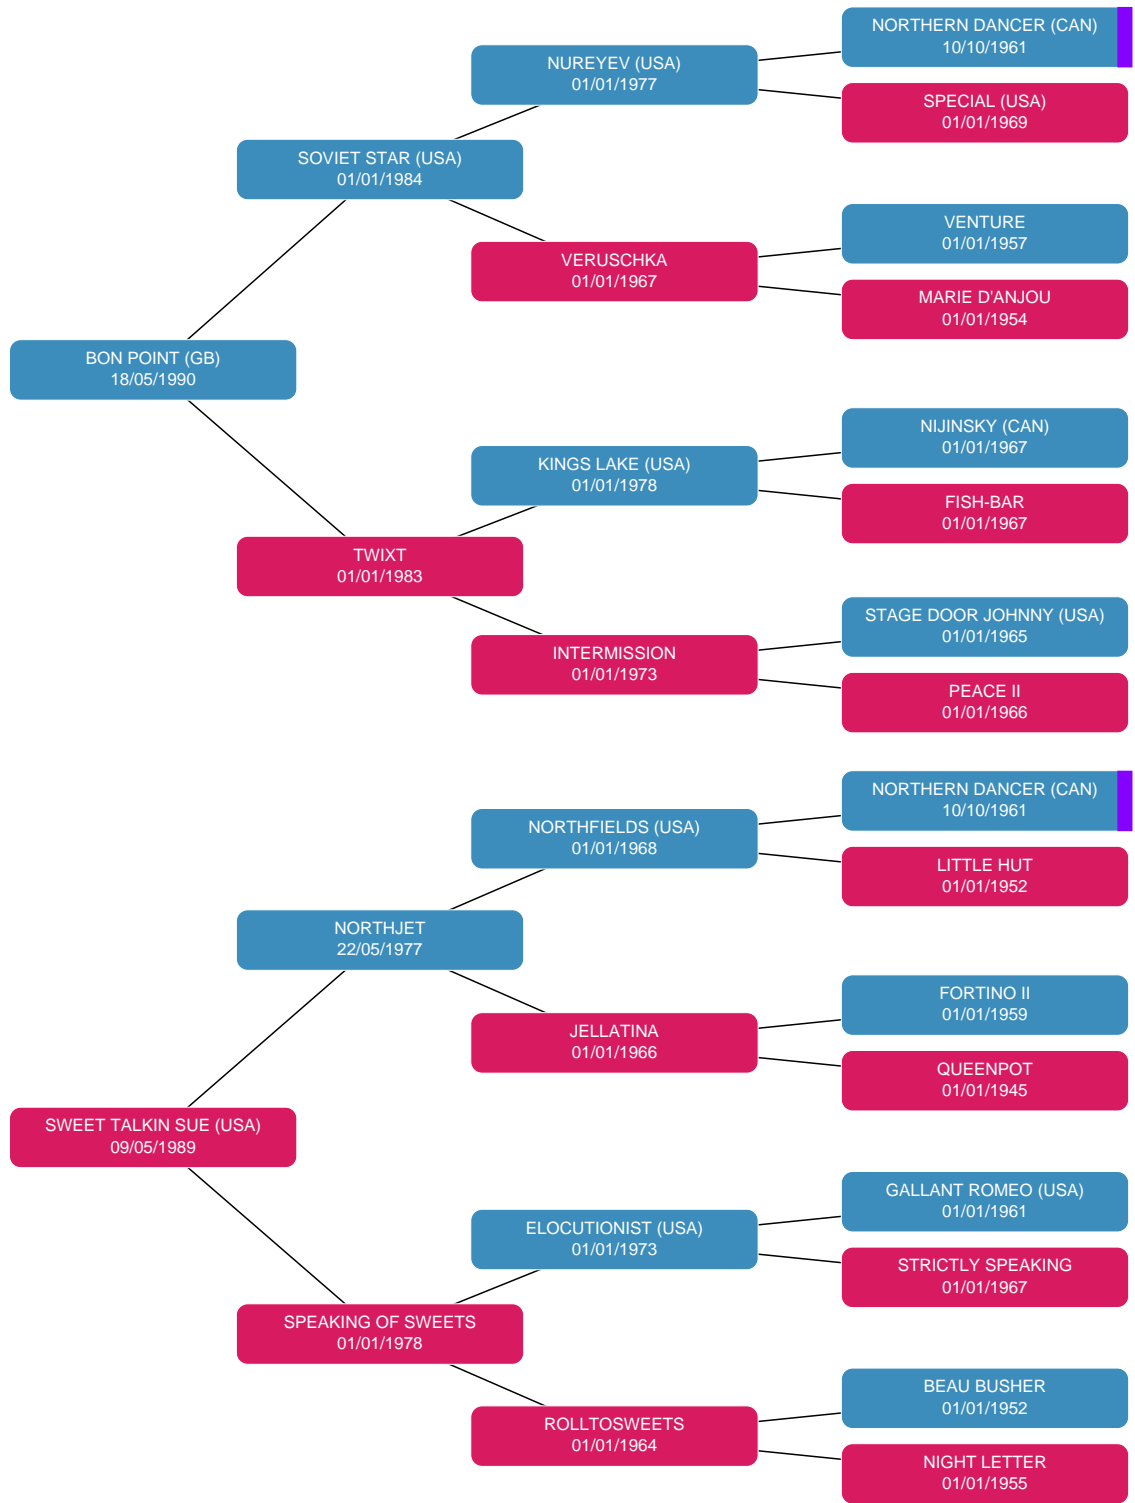 NORTHERN DANCER (CAN)
10/10/1961
NUREYEV (USA)
01/01/1977
SPECIAL (USA)
01/01/1969
SOVIET STAR (USA)
01/01/1984
VENTURE
01/01/1957
VERUSCHKA
01/01/1967
MARIE D'ANJOU
01/01/1954
BON POINT (GB)
18/05/1990
NIJINSKY (CAN)
01/01/1967
KINGS LAKE (USA)
01/01/1978
FISH-BAR
01/01/1967
TWIXT
01/01/1983
STAGE DOOR JOHNNY (USA)
01/01/1965
INTERMISSION
01/01/1973
PEACE II
01/01/1966
NORTHERN DANCER (CAN)
10/10/1961
NORTHFIELDS (USA)
01/01/1968
LITTLE HUT
01/01/1952
NORTHJET
22/05/1977
FORTINO II
01/01/1959
JELLATINA
01/01/1966
QUEENPOT
01/01/1945
SWEET TALKIN SUE (USA)
09/05/1989
GALLANT ROMEO (USA)
01/01/1961
ELOCUTIONIST (USA)
01/01/1973
STRICTLY SPEAKING
01/01/1967
SPEAKING OF SWEETS
01/01/1978
BEAU BUSHER
01/01/1952
ROLLTOSWEETS
01/01/1964
NIGHT LETTER
01/01/1955